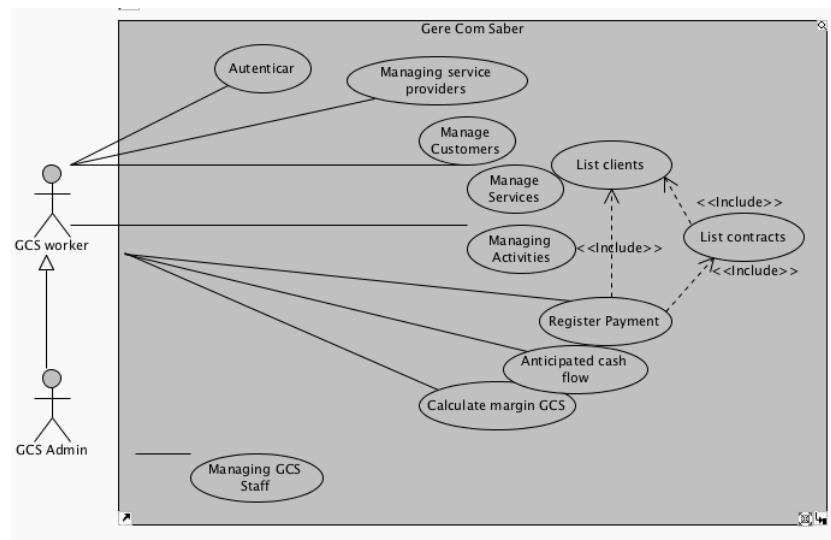 Gere Com Saber
Autenticar
Managing service
providers
Manage
Customers
List clients
Manage
Services
<<Include>>
GCS worker
Managing
Activities
<<Include>>
List contracts
<<Include>>
Register Payment
Anticipated cash
flow
Calculate margin GCS
GCS Admin
Managing GCS
Staff